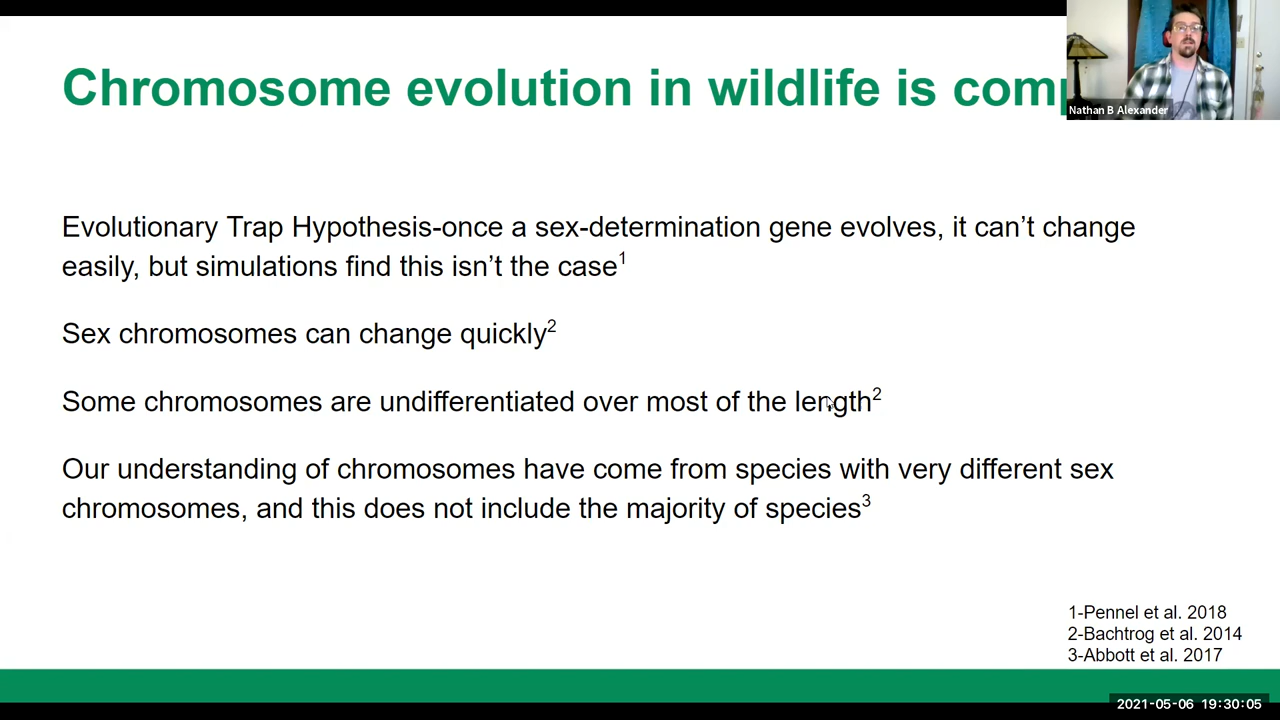 Chromosome evolution in wildlife is com
Nathan B Alexander
Evolutionary Trap Hypothesis-once a sex-determination gene evolves, it can’t change
easily, but simulations find this isn’t the case1
Sex chromosomes can change quickly2
Some chromosomes are undifferentiated over most of the length2
Our understanding of chromosomes have come from species with very different sex
chromosomes, and this does not include the majority of species3
1-Pennel et al. 2018
2-Bachtrog et al. 2014
3-Abbott et al. 2017
2021-05-06 19:30:05